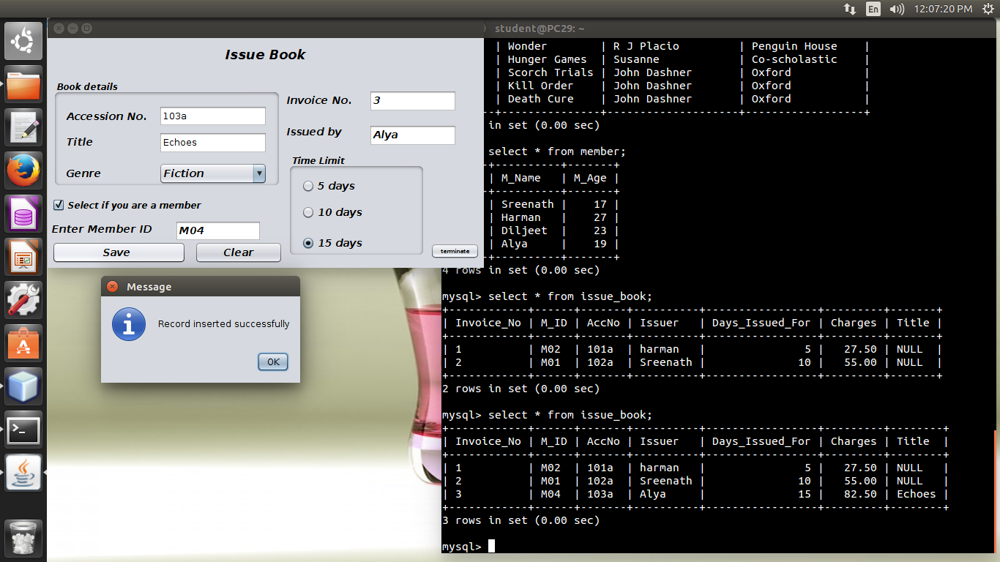 En 12:07:20 PM
student@PC29: ~
Issue Book
Book details
Accession No. 103a
Title Echoes
Genre Fiction
Select if you are a member
Enter Member ID M04
Save Clear
Invoice No. 3
Issued by Alya
Time Limit
5 days
10 days
15 days
terminate
Message
Record inserted successfully
OK
| Wonder | R J Placio | Penguin House |
| Hunger Games | Susanne | Co-scholastic |
| Scorch Trials | John Dashner | Oxford |
| Kill Order | John Dashner | Oxford |
| Death Cure | John Dashner | Oxford |
-+---------------+--------------------+------------------+
in set (0.00 sec)
select * from member;
+----------+-------+
| M_Name | M_Age |
+----------+-------+
| Sreenath | 17 |
| Harman | 27 |
| Diljeet | 23 |
| Alya | 19 |
+----------+-------+
4 rows in set (0.00 sec)
mysql> select * from issue_book;
+------------+------+-------+----------+-----------------+---------+-------+
| Invoice_No | M_ID | AccNo | Issuer | Days_Issued_For | Charges | Title |
+------------+------+-------+----------+-----------------+---------+-------+
| 1 | M02 | 101a | harman | 5 | 27.50 | NULL |
| 2 | M01 | 102a | Sreenath | 10 | 55.00 | NULL |
+------------+------+-------+----------+-----------------+---------+-------+
2 rows in set (0.00 sec)
mysql> select * from issue_book;
+------------+------+-------+----------+-----------------+---------+--------+
| Invoice_No | M_ID | AccNo | Issuer | Days_Issued_For | Charges | Title |
+------------+------+-------+----------+-----------------+---------+--------+
| 1 | M02 | 101a | harman | 5 | 27.50 | NULL |
| 2 | M01 | 102a | Sreenath | 10 | 55.00 | NULL |
| 3 | M04 | 103a | Alya | 15 | 82.50 | Echoes |
+------------+------+-------+----------+-----------------+---------+--------+
3 rows in set (0.00 sec)
mysql>